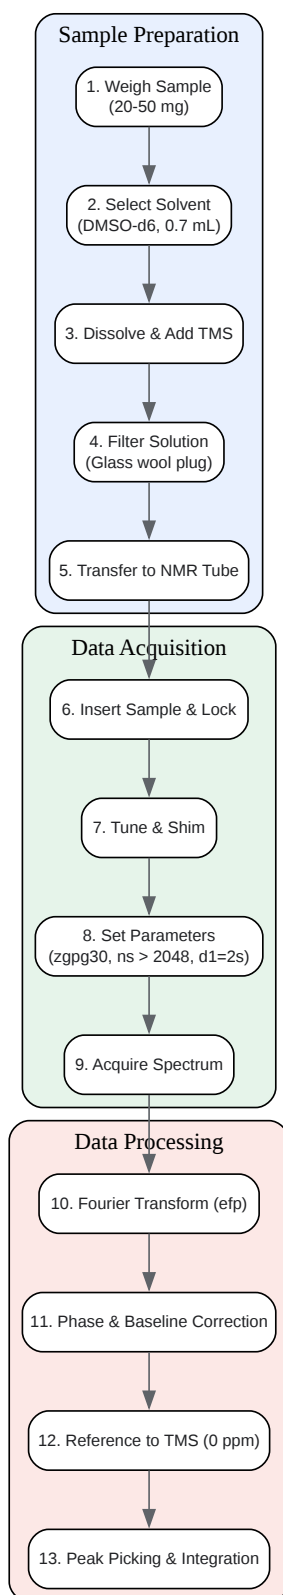 Sample Preparation
1. Weigh Sample
(20-50 mg)
2. Select Solvent
(DMSO-d6, 0.7 mL)
3. Dissolve & Add TMS
4. Filter Solution
(Glass wool plug)
5. Transfer to NMR Tube
Data Acquisition
6. Insert Sample & Lock
7. Tune & Shim
8. Set Parameters
(zgpg30, ns > 2048, d1=2s)
9. Acquire Spectrum
Data Processing
10. Fourier Transform (efp)
11. Phase & Baseline Correction
12. Reference to TMS (0 ppm)
13. Peak Picking & Integration